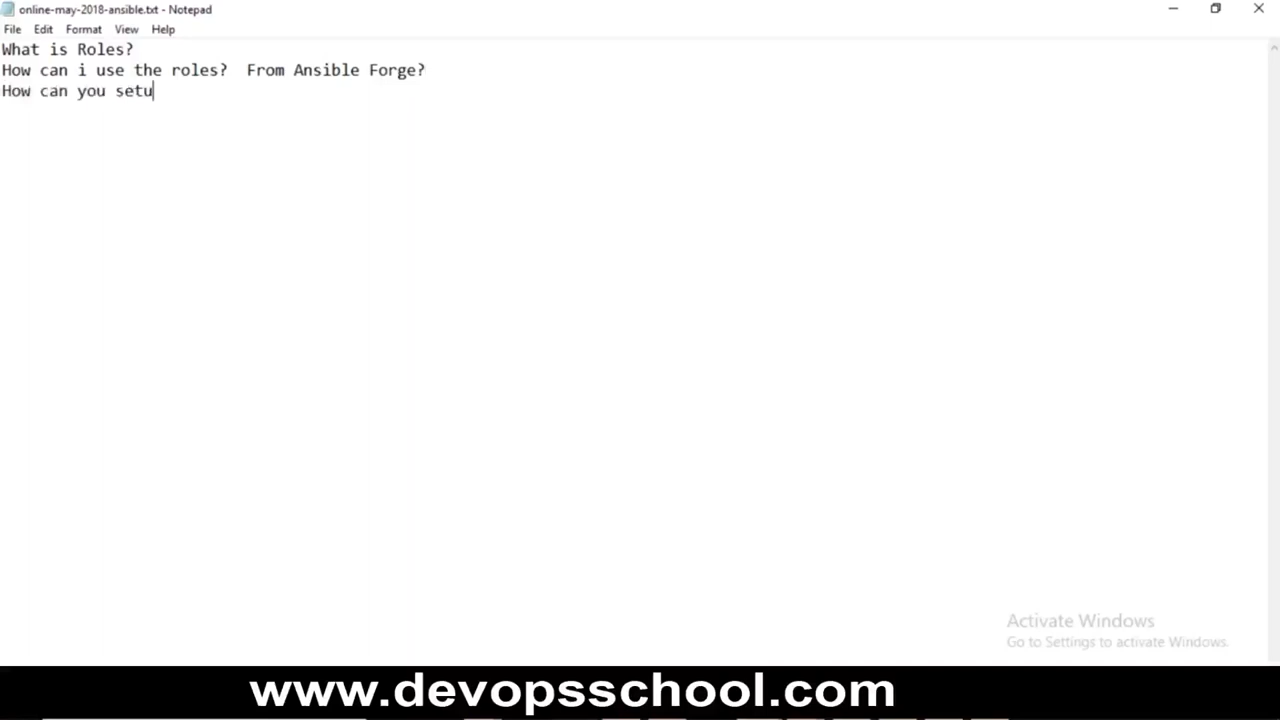 online-may-2018-ansible.txt - Notepad
File Edit Format View Help
What is Roles?
How can i use the roles?  From Ansible Forge?
How can you setu
Activate Windows
Go to Settings to activate Windows.
www.devopsschool.com